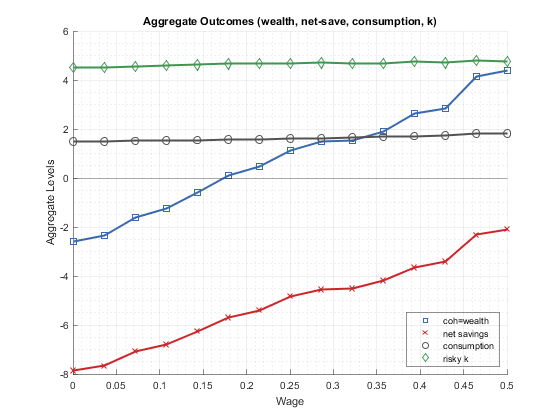 Aggregate Outcomes (wealth, net-save, consumption, k)
6
4
2
0
-2
-4
-6
-8
Aggregate Levels
0 0.05 0.1 0.15 0.2 0.25 0.3 0.35 0.4 0.45 0.5
Wage
coh=wealth
net savings
consumption
risky k